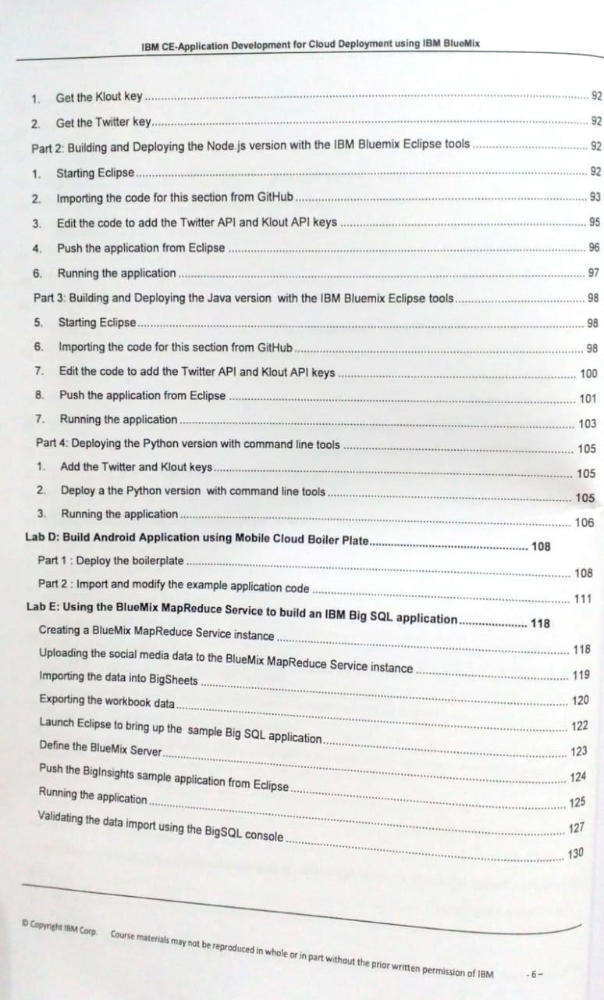 IBM CE-Application Development for Cloud Deployment using IBM BlueMix
1. Get the Klout key ........ 92
2. Get the Twitter key........ 92
Part 2: Building and Deploying the Node.js version with the IBM Bluemix Eclipse tools ........ 92
1. Starting Eclipse........ 92
2. Importing the code for this section from GitHub ........ 93
3. Edit the code to add the Twitter API and Klout API keys ........ 95
4. Push the application from Eclipse ........ 96
6. Running the application ........ 97
Part 3: Building and Deploying the Java version with the IBM Bluemix Eclipse tools........ 98
5. Starting Eclipse........ 98
6. Importing the code for this section from GitHub ........ 98
7. Edit the code to add the Twitter API and Klout API keys ........ 100
8. Push the application from Eclipse ........ 101
7. Running the application ........ 103
Part 4: Deploying the Python version with command line tools ........ 105
1. Add the Twitter and Klout keys........ 105
2. Deploy a the Python version with command line tools ........ 105
3. Running the application ........ 106
Lab D: Build Android Application using Mobile Cloud Boiler Plate........ 108
Part 1 : Deploy the boilerplate ........ 108
Part 2 : Import and modify the example application code ........ 111
Lab E: Using the BlueMix MapReduce Service to build an IBM Big SQL application........ 118
Creating a BlueMix MapReduce Service instance ........ 118
Uploading the social media data to the BlueMix MapReduce Service instance ........ 119
Importing the data into BigSheets ........ 120
Exporting the workbook data ........ 122
Launch Eclipse to bring up the sample Big SQL application........ 123
Define the BlueMix Server........ 124
Push the BigInsights sample application from Eclipse ........ 125
Running the application ........ 127
Validating the data import using the BigSQL console ........ 130
© Copyright IBM Corp. Course materials may not be reproduced in whole or in part without the prior written permission of IBM - 6 –